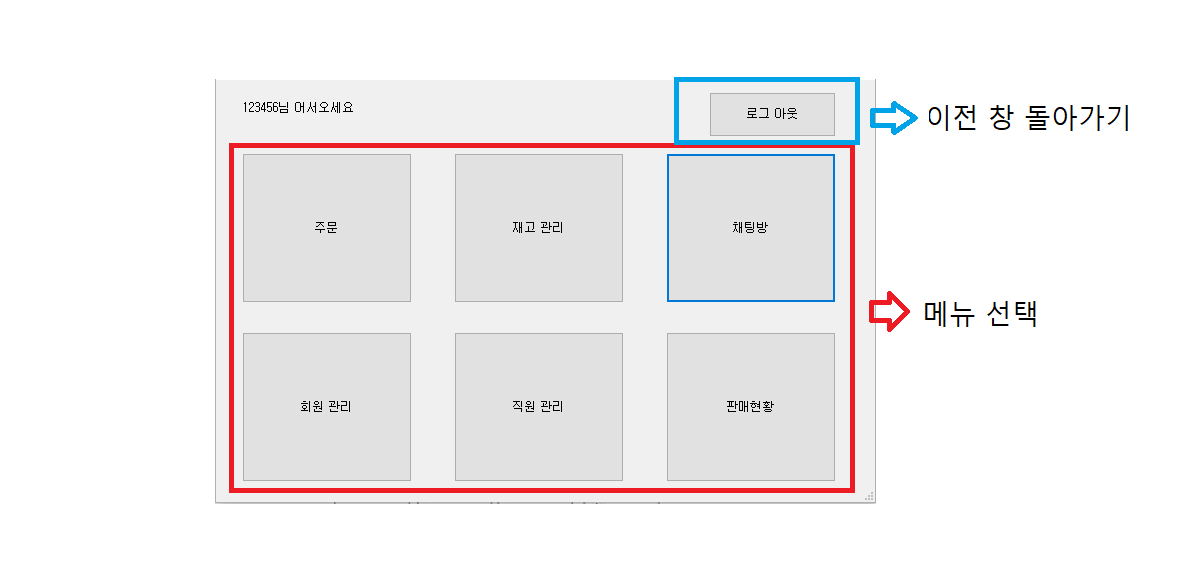 123456님 어서오세요
로그 아웃
이전 창 돌아가기
주문
재고 관리
채팅방
메뉴 선택
회원 관리
직원 관리
판매현황